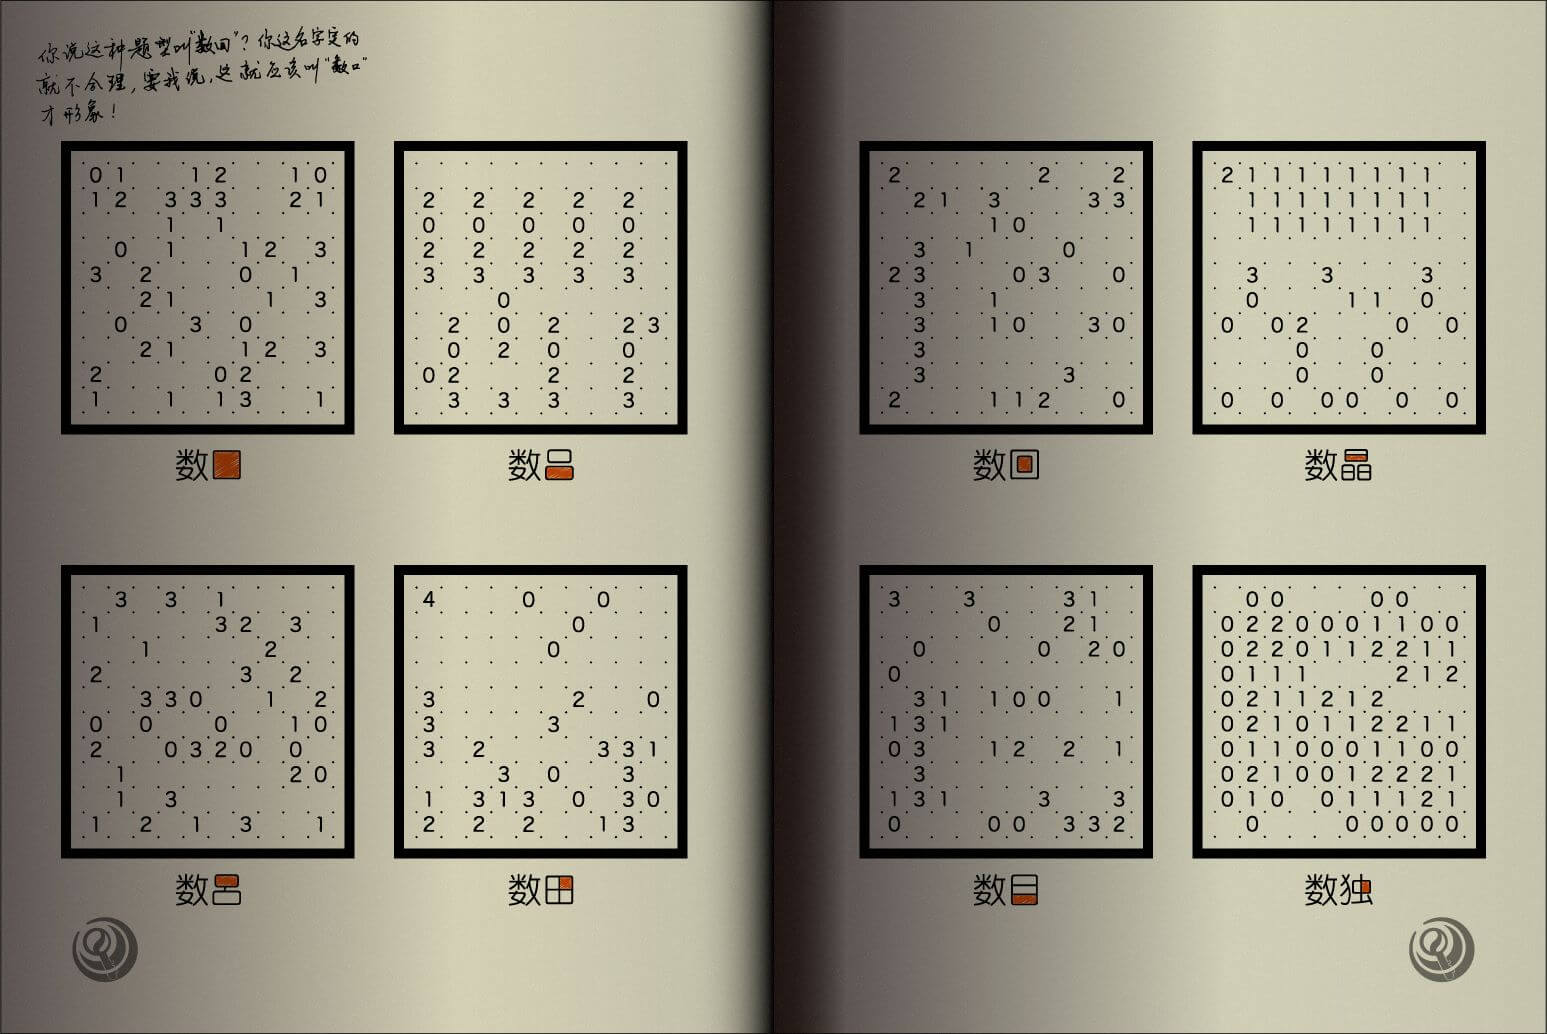 你说这种题型叫"数回"？你这名字定的
就不合理，要我说，这就应该叫"数口"
才形象！
0 1 1 2 1 0
1 2 3 3 3 2 1
1 1
0 1 1 2 3
3 2 0 1
2 1 1 3
0 3 0
2 1 1 2 3
2 0 2
1 1 1 3 1
数
2 2 2 2 2
0 0 0 0 0
2 2 2 2 2
3 3 3 3 3
0
2 0 2 2 3
0 2 0 0
0 2 2 2
3 3 3 3
数吕
2 2 2
2 1 3 3 3
1 0
3 1 0
2 3 0 3 0
3 1
3 1 0 3 0
3
3 3
2 1 1 2 0
数回
2 1 1 1 1 1 1 1 1
1 1 1 1 1 1 1 1
1 1 1 1 1 1 1 1
3 3 3
0 1 1 0
0 0 2 0 0
0 0
0 0
0 0 0 0 0 0
数晶
3 3 1
1 3 2 3
1 2
2 3 2
3 3 0 1 2
0 0 0 1 0
2 0 3 2 0 0
1 2 0
1 3
1 2 1 3 1
数吕
4 0 0
0
0
3 2 0
3 3
3 2 3 3 1
3 0 3
1 3 1 3 0 3 0
2 2 2 1 3
数田
3 3 3 1
0 2 1
0 0 2 0
0
3 1 1 0 0 1
1 3 1
0 3 1 2 2 1
3
1 3 1 3 3
0 0 0 3 3 2
数目
0 0 0 0
0 2 2 0 0 0 1 1 0 0
0 2 2 0 1 1 2 2 1 1
0 1 1 1 2 1 2
0 2 1 1 2 1 2
0 2 1 0 1 1 2 2 1 1
0 1 1 0 0 0 1 1 0 0
0 2 1 0 0 1 2 2 2 1
0 1 0 0 1 1 1 2 1
0 0 0 0 0 0
数独